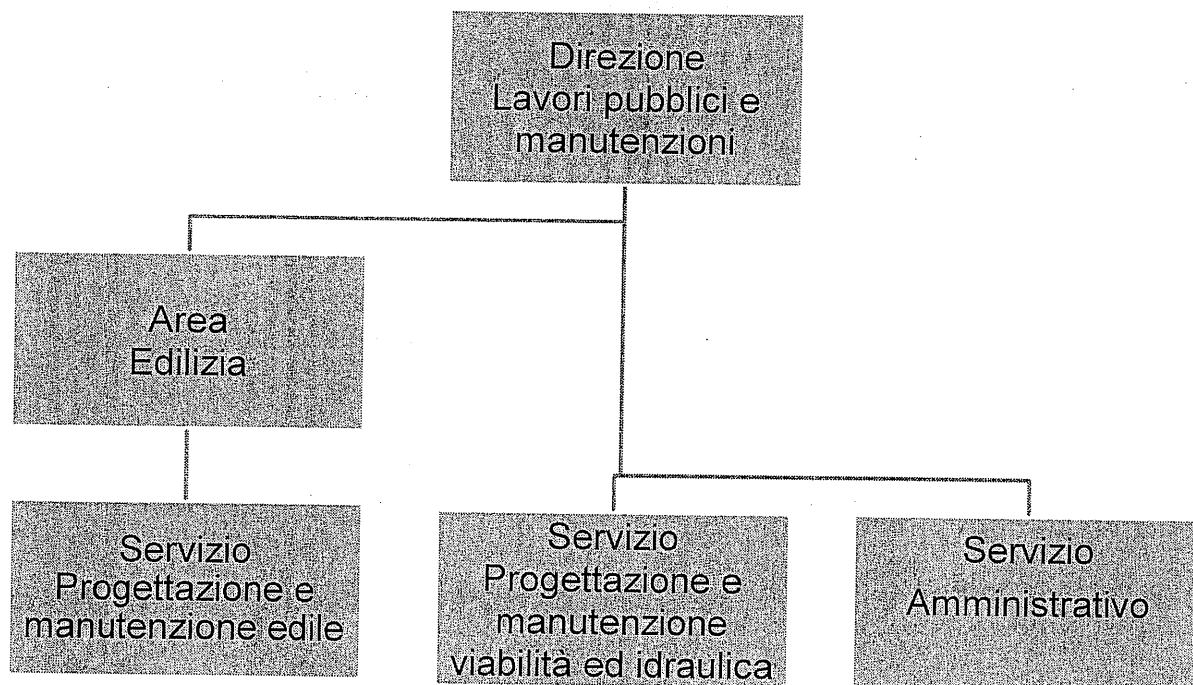 Direzione
Lavori pubblici e
manutenzioni
Area
Edilizia
Servizio
Progettazione e
manutenzione edile
Servizio
Progettazione e
manutenzione
viabilità ed idraulica
Servizio
Amministrativo